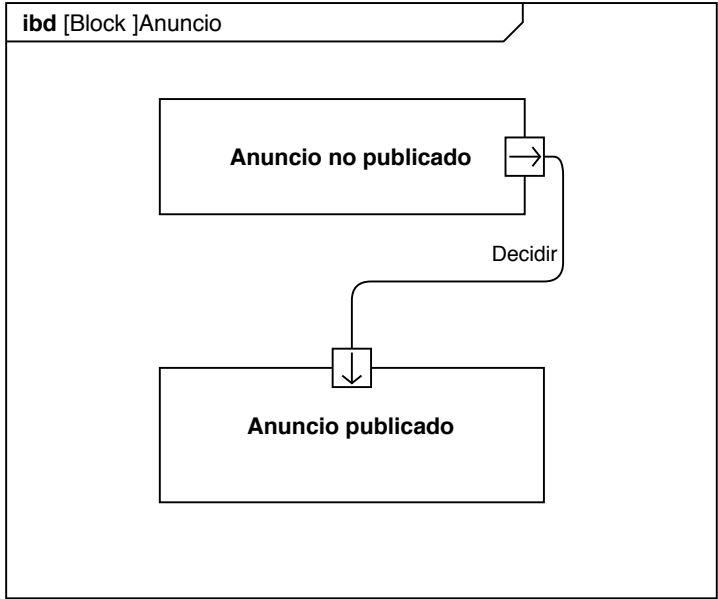 ibd [Block ]Anuncio
Anuncio no publicado
Decidir
Anuncio publicado